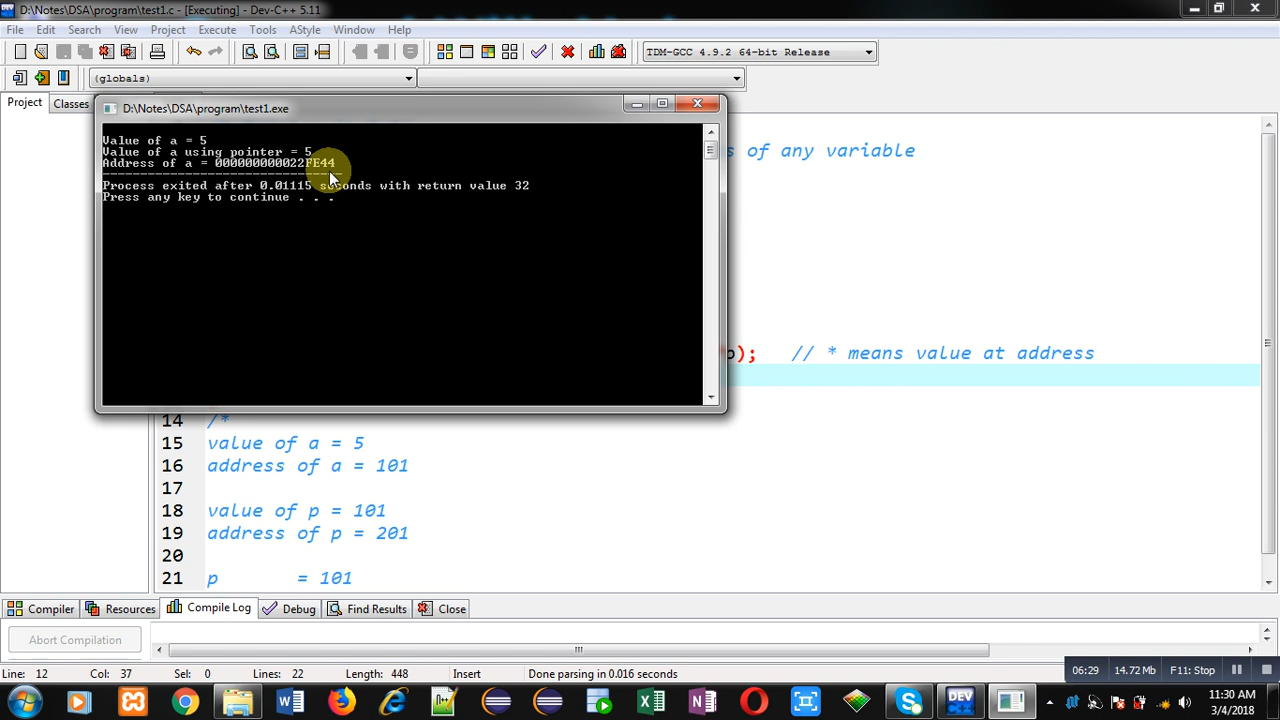 D:\Notes\DSA\program\test1.c - [Executing] - Dev-C++ 5.11
File Edit Search View Project Execute Tools AStyle Window Help
TDM-GCC 4.9.2 64-bit Release
(globals)
Project Classes
D:\Notes\DSA\program\test1.exe
Value of a = 5
Value of a using pointer = 5
Address of a = 000000000022FE44
--------------------------------
Process exited after 0.01115 seconds with return value 32
Press any key to continue . . .
s of any variable
); // * means value at address
14 /*
15 value of a = 5
16 address of a = 101
17
18 value of p = 101
19 address of p = 201
20
21 p = 101
Compiler Resources Compile Log Debug Find Results Close
Abort Compilation
Line: 12 Col: 37 Sel: 0 Lines: 22 Length: 448 Insert Done parsing in 0.016 seconds
06:29 14.72 Mb F11: Stop
DEV
11:30 AM
3/4/2018